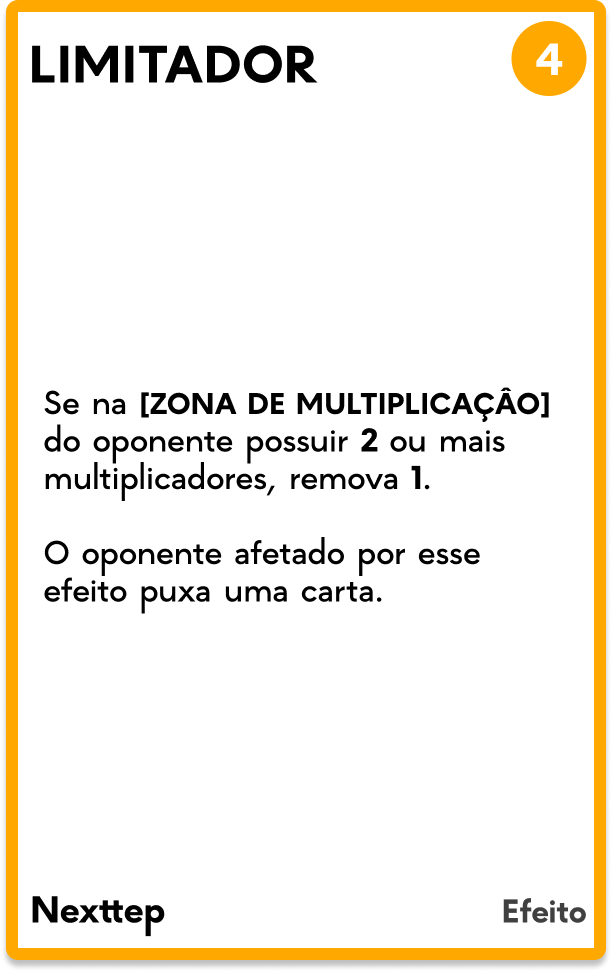 LIMITADOR
4
Se na [ZONA DE MULTIPLICAÇÂO]
do oponente possuir 2 ou mais
multiplicadores, remova 1.
O oponente afetado por esse
efeito puxa uma carta.
Nexttep
Efeito